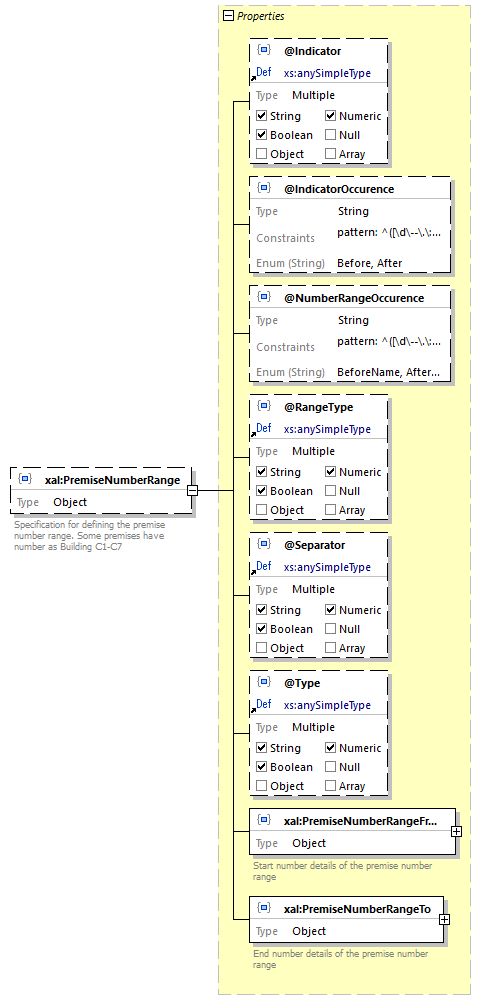 Properties
@Indicator
Def xs:anySimpleType
Type Multiple
String Numeric
Boolean Null
Object Array
@IndicatorOccurence
Type String
Constraints pattern: ^([\d\--\.\:...
Enum (String) Before, After
@NumberRangeOccurence
Type String
Constraints pattern: ^([\d\--\.\:...
Enum (String) BeforeName, After...
@RangeType
Def xs:anySimpleType
Type Multiple
String Numeric
Boolean Null
Object Array
xal:PremiseNumberRange
Type Object
Specification for defining the premise
number range. Some premises have
number as Building C1-C7
@Separator
Def xs:anySimpleType
Type Multiple
String Numeric
Boolean Null
Object Array
@Type
Def xs:anySimpleType
Type Multiple
String Numeric
Boolean Null
Object Array
xal:PremiseNumberRangeFr...
Type Object
Start number details of the premise number
range
xal:PremiseNumberRangeTo
Type Object
End number details of the premise number
range